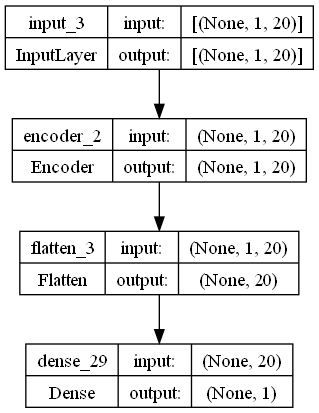 input_3 input: [(None, 1, 20)]
InputLayer output: [(None, 1, 20)]
encoder_2 input: (None, 1, 20)
Encoder output: (None, 1, 20)
flatten_3 input: (None, 1, 20)
Flatten output: (None, 20)
dense_29 input: (None, 20)
Dense output: (None, 1)